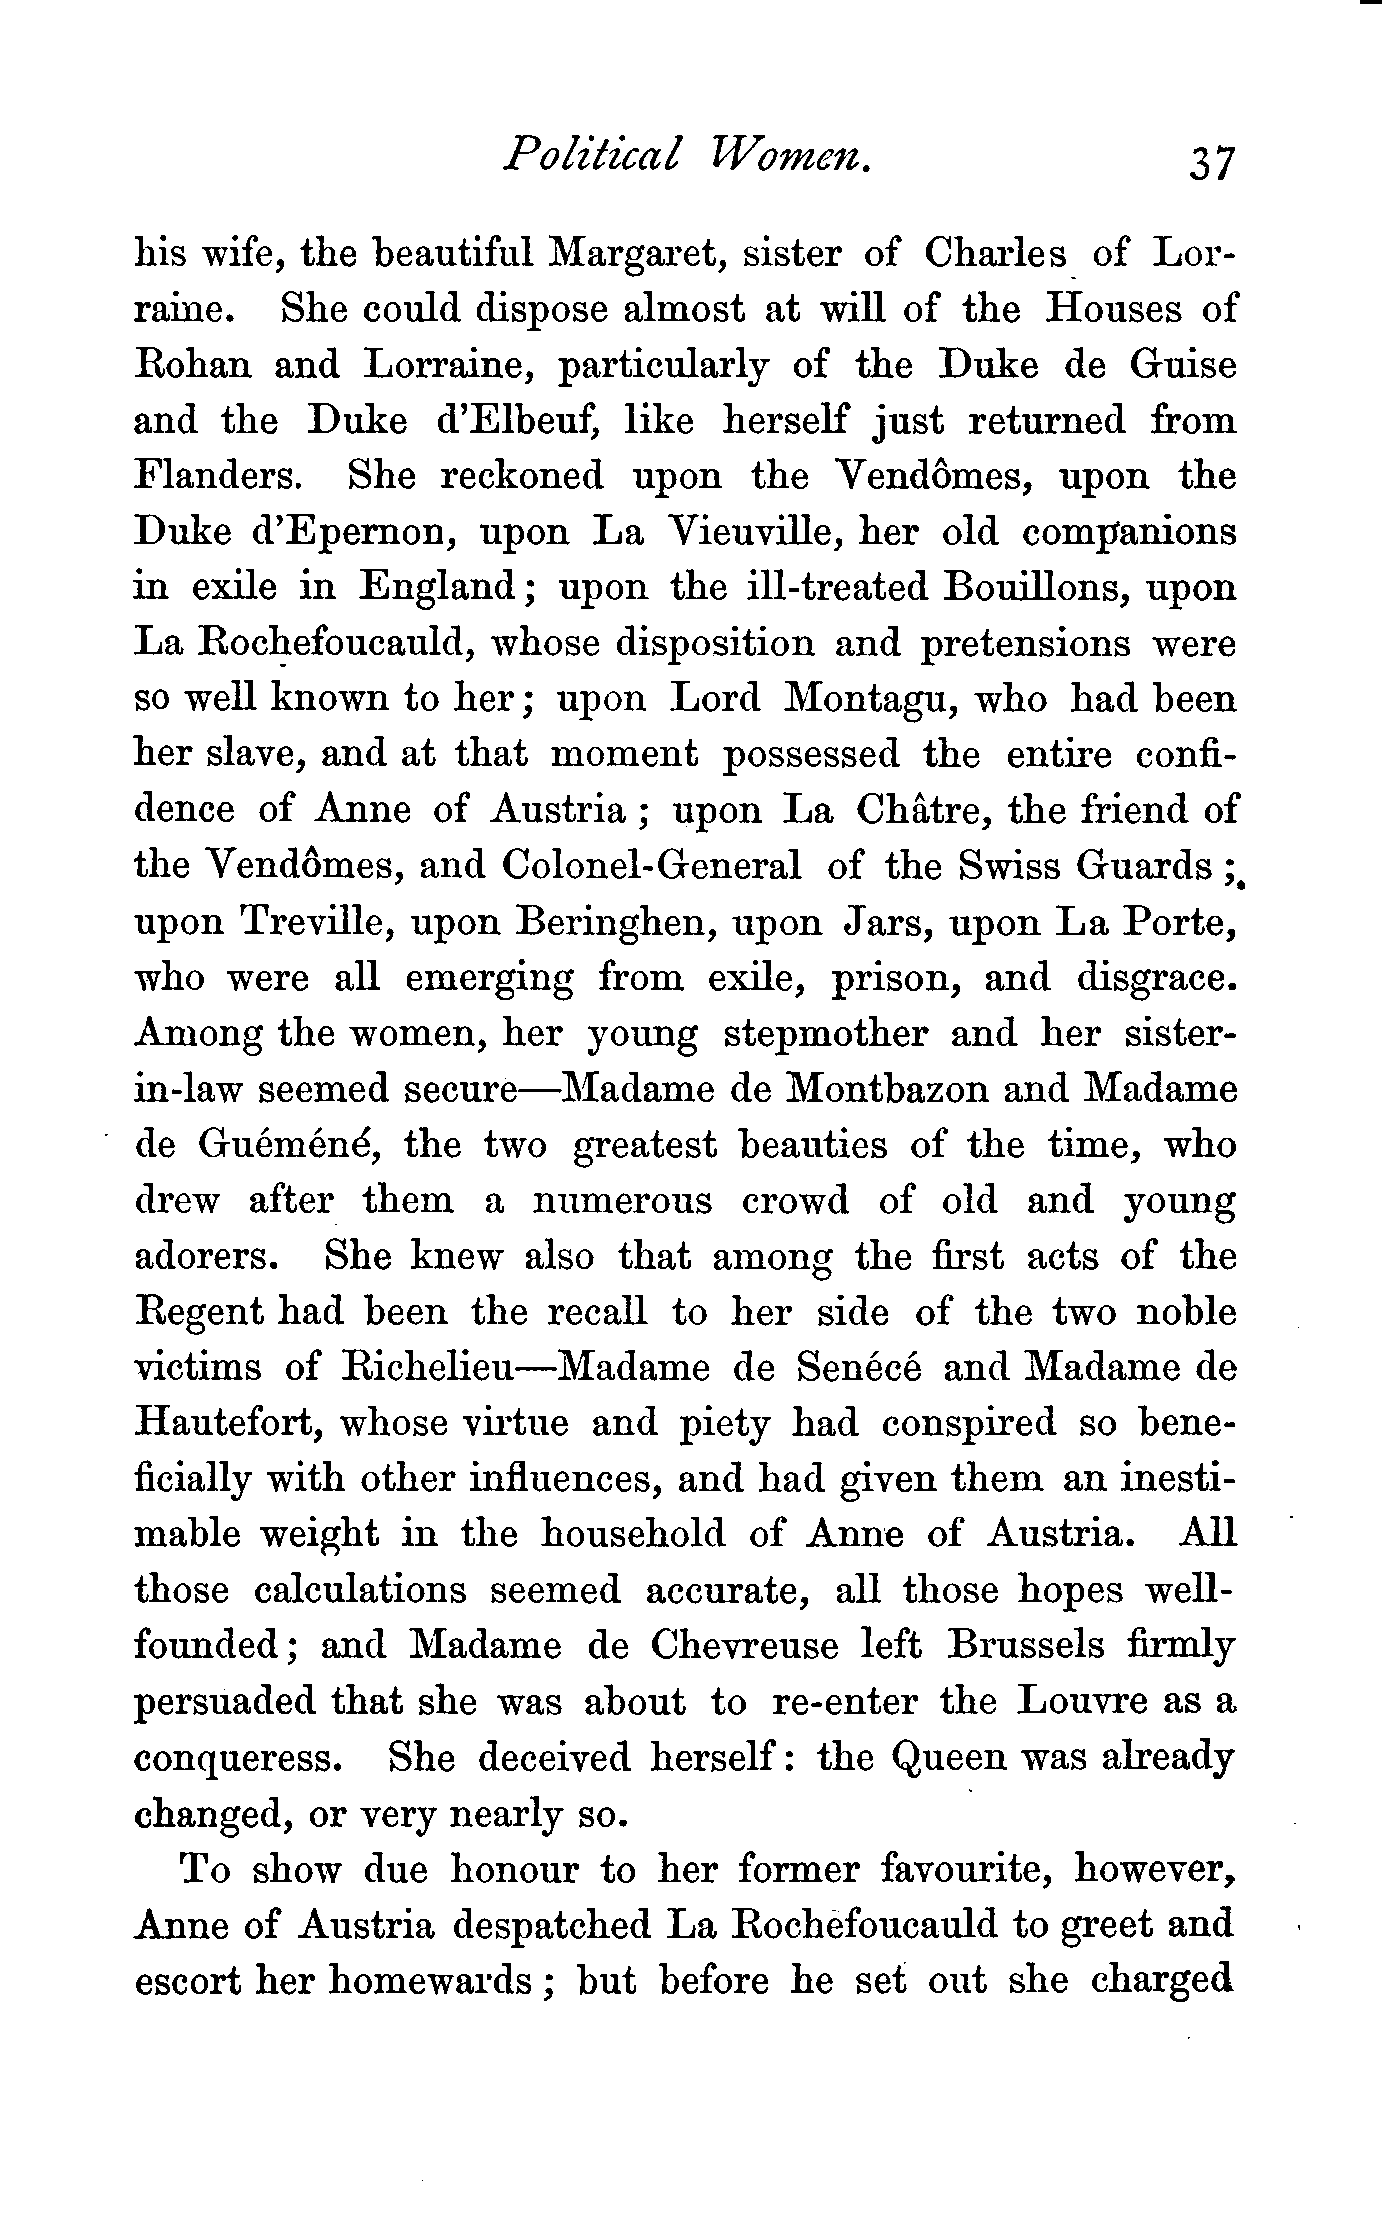 Political Women. 37
his wife, the beautiful Margaret, sister of Charles of Lor-
raine. She could dispose almost at will of the Houses of
Rohan and Lorraine, particularly of the Duke de Guise
and the Duke d'Elbeuf, like herself just returned from
Flanders. She reckoned upon the Vendômes, upon the
Duke d'Epernon, upon La Vieuville, her old companions
in exile in England; upon the ill-treated Bouillons, upon
La Rochefoucauld, whose disposition and pretensions were
so well known to her; upon Lord Montagu, who had been
her slave, and at that moment possessed the entire confi-
dence of Anne of Austria; upon La Châtre, the friend of
the Vendômes, and Colonel-General of the Swiss Guards;
upon Treville, upon Beringhen, upon Jars, upon La Porte,
who were all emerging from exile, prison, and disgrace.
Among the women, her young stepmother and her sister-
in-law seemed secure—Madame de Montbazon and Madame
de Guéméné, the two greatest beauties of the time, who
drew after them a numerous crowd of old and young
adorers. She knew also that among the first acts of the
Regent had been the recall to her side of the two noble
victims of Richelieu—Madame de Senécé and Madame de
Hautefort, whose virtue and piety had conspired so bene-
ficially with other influences, and had given them an inesti-
mable weight in the household of Anne of Austria. All
those calculations seemed accurate, all those hopes well-
founded; and Madame de Chevreuse left Brussels firmly
persuaded that she was about to re-enter the Louvre as a
conqueress. She deceived herself: the Queen was already
changed, or very nearly so.
To show due honour to her former favourite, however,
Anne of Austria despatched La Rochefoucauld to greet and
escort her homewards; but before he set out she charged